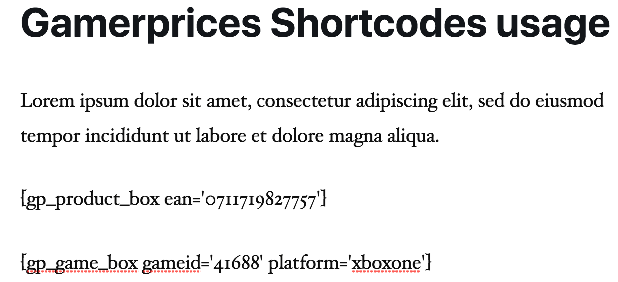 Gamerprices Shortcodes usage
Lorem ipsum dolor sit amet, consectetur adipiscing elit, sed do eiusmod
tempor incididunt ut labore et dolore magna aliqua.
[gp_product_box ean='0711719827757']
[gp_game_box gameid='41688' platform='xboxone']